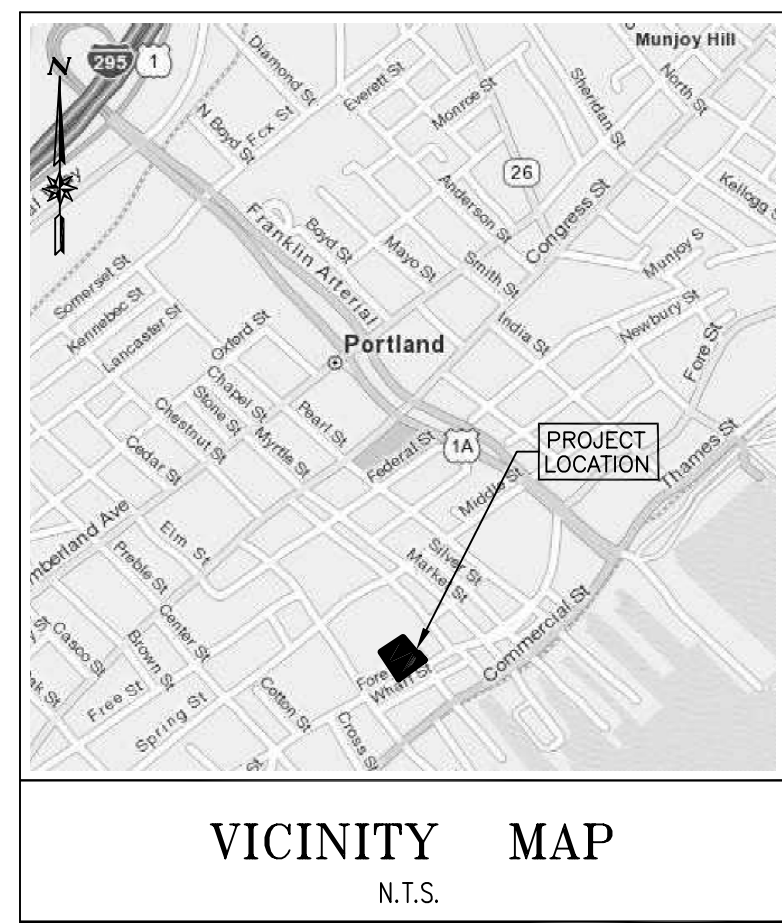 Munjoy Hill
N
295
1
Diamond St
Everett St
Sheridan St
North St
N Boyd St
Fox St
Monroe St
26
Kellogg S
Anderson St
Congress St
Franklin Arterial
Boyd St
Mayo St
Smith St
Munjoy S
Somerset St
Kennebec St
Lancaster St
Oxford St
India St
Newbury St
Fore St
Portland
Chapel St
Stone St
Chestnut St
Myrtle St
Pearl St
Cedar St
Federal St
1A
PROJECT
LOCATION
Thames St
Middle St
mberland Ave
Elm St
Preble St
Silver St
Market St
Center St
Commercial St
Casco St
Brown St
Free St
Spring St
Cotton St
Fore
Wharf St
Cross St
ak St
St
VICINITY MAP
N.T.S.